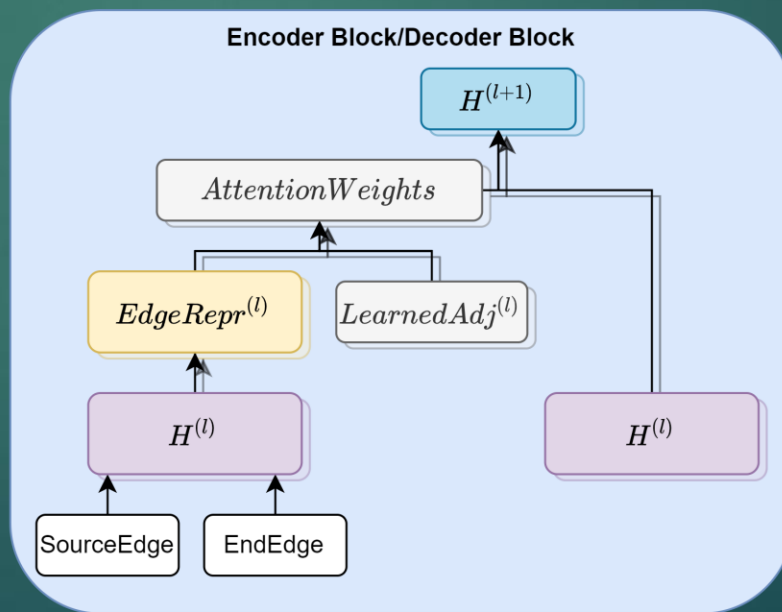 Encoder Block/Decoder Block
H^{(l+1)}
AttentionWeights
EdgeRepr^{(l)}
LearnedAdj^{(l)}
H^{(l)}
H^{(l)}
SourceEdge
EndEdge